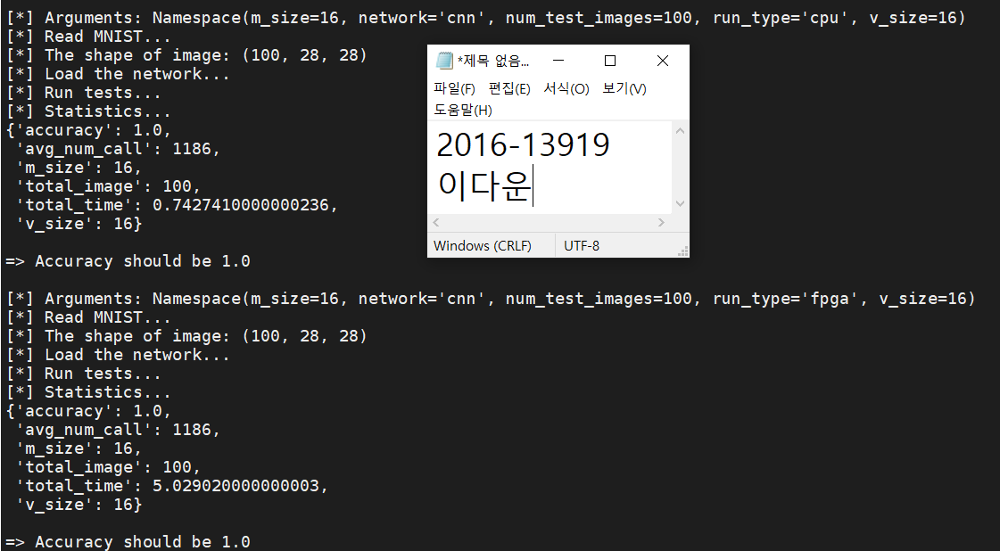 [*] Arguments: Namespace(m_size=16, network='cnn', num_test_images=100, run_type='cpu', v_size=16)
[*] Read MNIST...
[*] The shape of image: (100, 28, 28)
[*] Load the network...
[*] Run tests...
[*] Statistics...
{'accuracy': 1.0,
 'avg_num_call': 1186,
 'm_size': 16,
 'total_image': 100,
 'total_time': 0.7427410000000236,
 'v_size': 16}
=> Accuracy should be 1.0
*제목 없음...
파일(F) 편집(E) 서식(O) 보기(V)
도움말(H)
2016-13919
이다운
Windows (CRLF) UTF-8
[*] Arguments: Namespace(m_size=16, network='cnn', num_test_images=100, run_type='fpga', v_size=16)
[*] Read MNIST...
[*] The shape of image: (100, 28, 28)
[*] Load the network...
[*] Run tests...
[*] Statistics...
{'accuracy': 1.0,
 'avg_num_call': 1186,
 'm_size': 16,
 'total_image': 100,
 'total_time': 5.029020000000003,
 'v_size': 16}
=> Accuracy should be 1.0